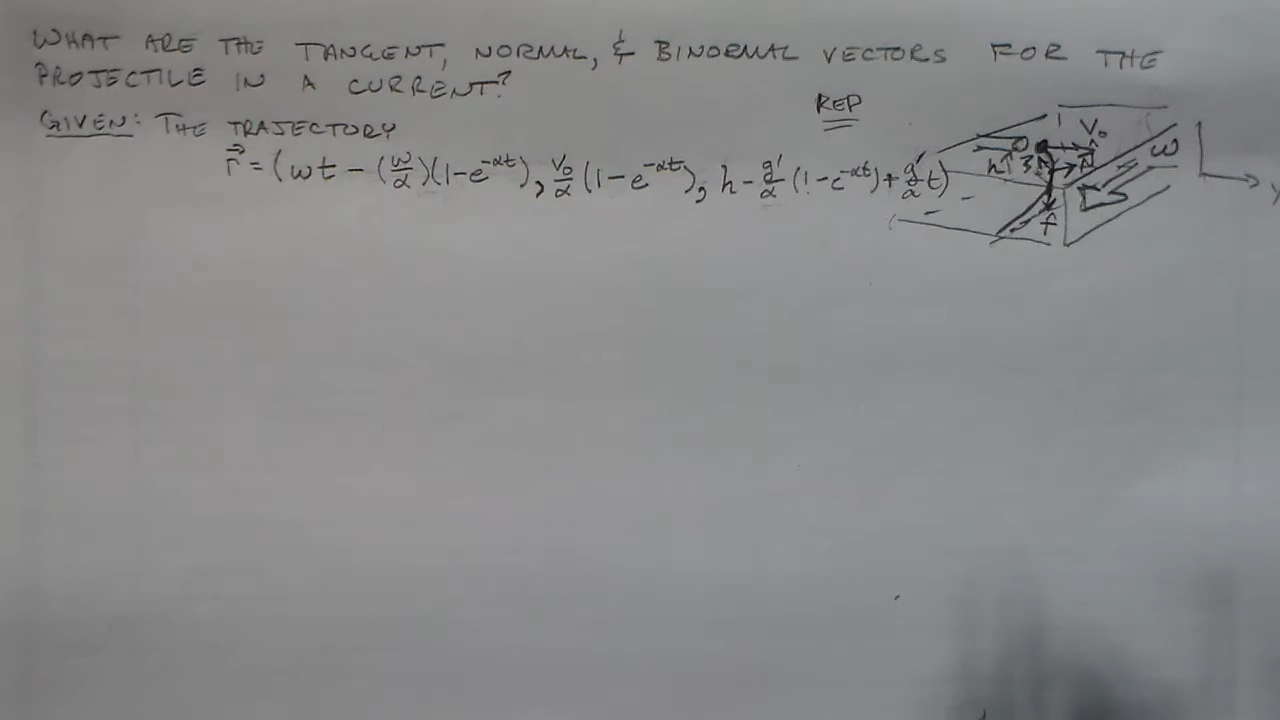 WHAT ARE THE TANGENT, NORMAL, & BINORMAL VECTORS FOR THE
PROJECTILE IN A CURRENT?
GIVEN: THE TRAJECTORY
REP
r⃗ = (wt - (w/α)(1-e^-αt), v₀/α (1-e^-αt), h - g'/α (1-e^-αt) + g'/α t)
V₀
w
h